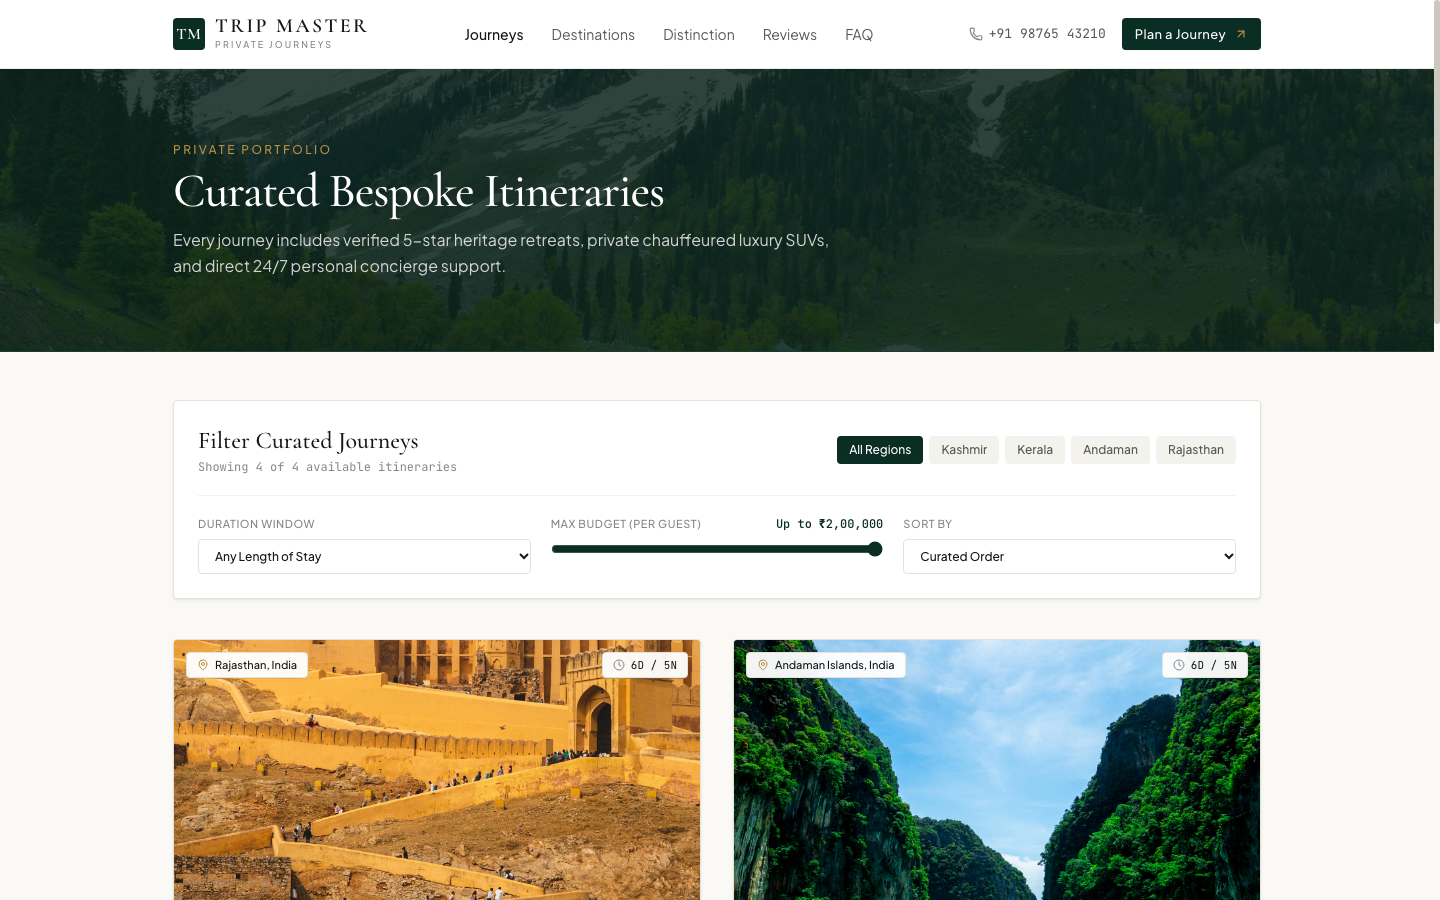 TM
TRIP MASTER
PRIVATE JOURNEYS
Journeys
Destinations
Distinction
Reviews
FAQ
+91 98765 43210
Plan a Journey
PRIVATE PORTFOLIO
Curated Bespoke Itineraries
Every journey includes verified 5-star heritage retreats, private chauffeured luxury SUVs,
and direct 24/7 personal concierge support.
Filter Curated Journeys
Showing 4 of 4 available itineraries
All Regions
Kashmir
Kerala
Andaman
Rajasthan
DURATION WINDOW
Any Length of Stay
MAX BUDGET (PER GUEST)
Up to ₹2,00,000
SORT BY
Curated Order
Rajasthan, India
6D / 5N
Andaman Islands, India
6D / 5N